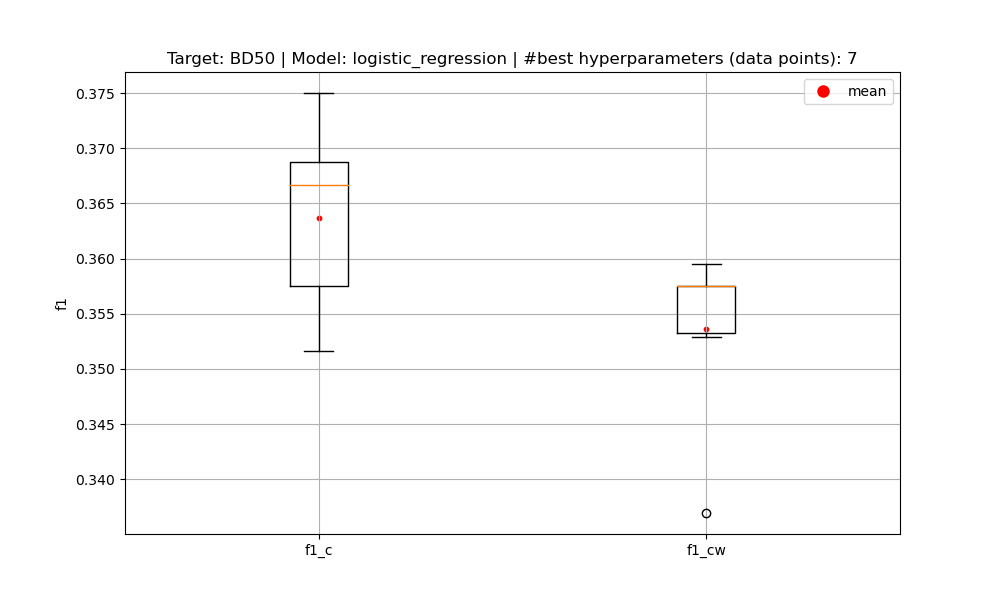 Target: BD50 | Model: logistic_regression | #best hyperparameters (data points): 7
mean
0.375
0.370
0.365
0.360
0.355
0.350
0.345
0.340
f1
f1_c
f1_cw